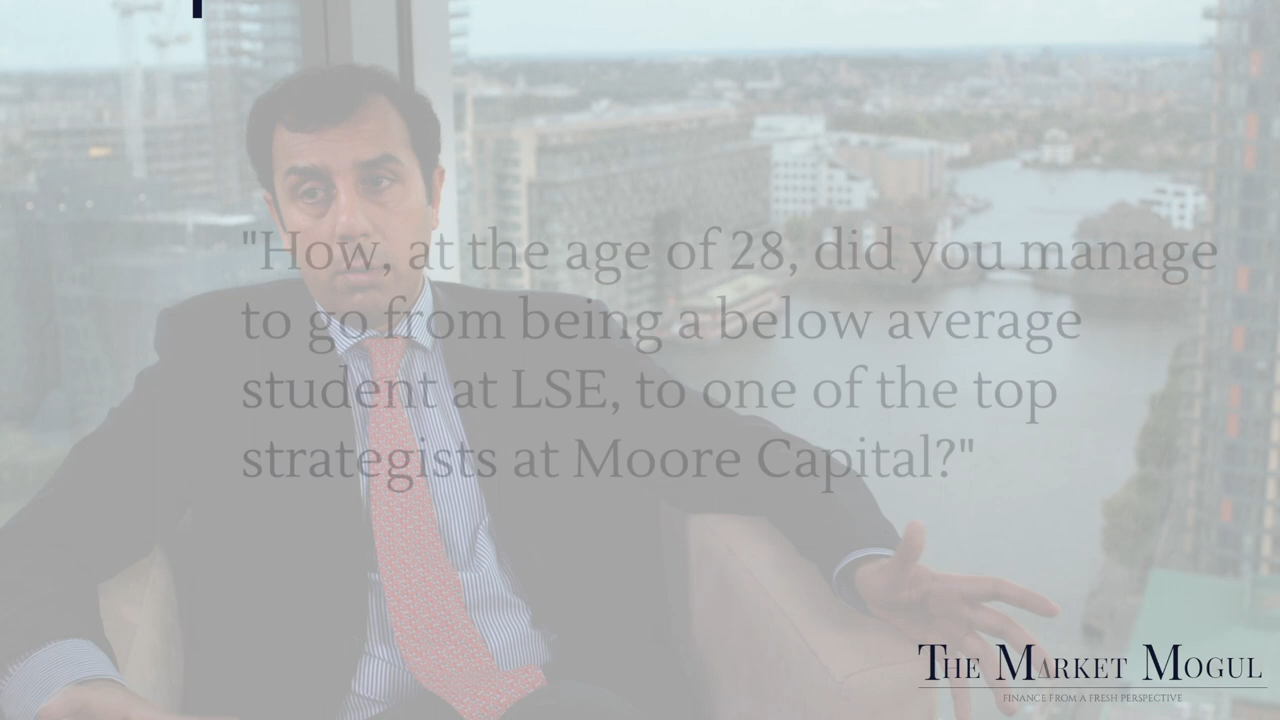 "How, at the age of 28, did you manage
to go from being a below average
student at LSE, to one of the top
strategists at Moore Capital?"
THE MARKET MOGUL
FINANCE FROM A FRESH PERSPECTIVE